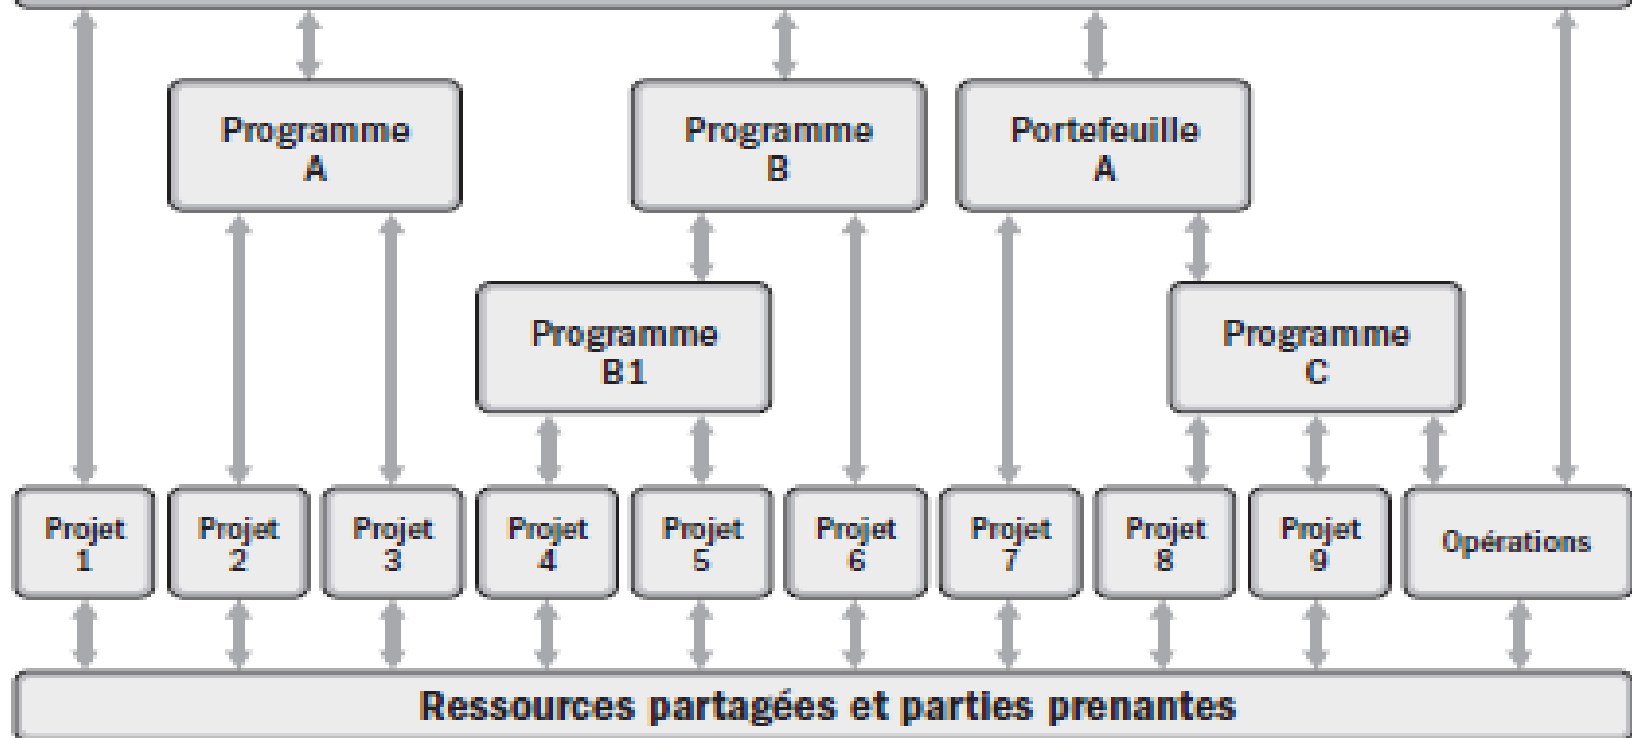 Programme
A
Programme
B
Portefeuille
A
Programme
B1
Programme
C
Projet
1
Projet
2
Projet
3
Projet
4
Projet
5
Projet
6
Projet
7
Projet
8
Projet
9
Opérations
Ressources partagées et parties prenantes